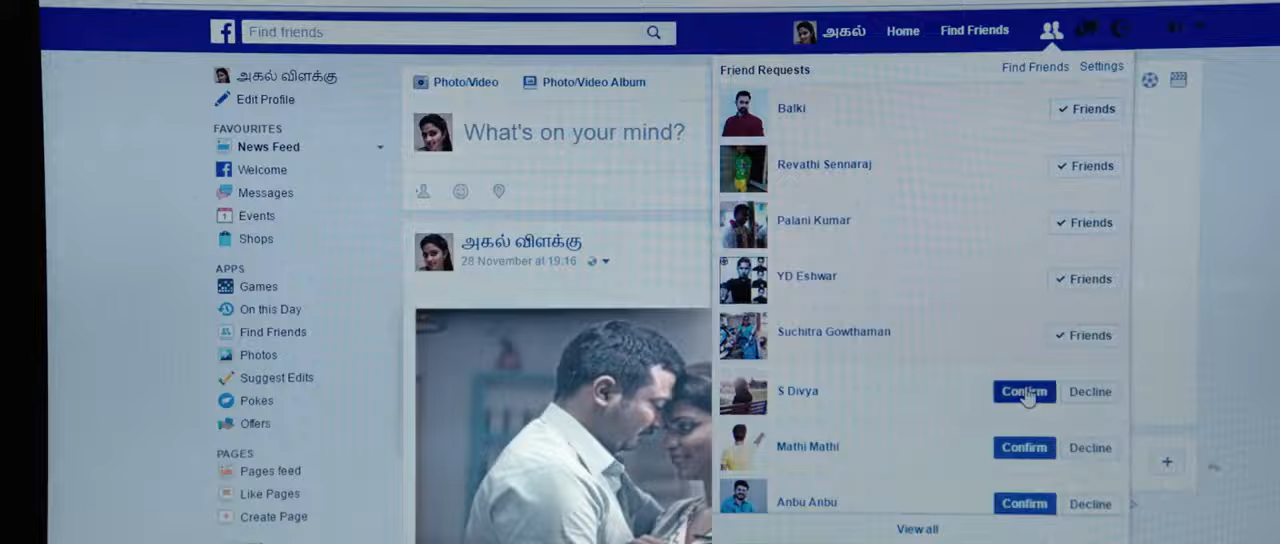 f Find friends
அகல் Home Find Friends
அகல் விளக்கு
Edit Profile
FAVOURITES
News Feed
Welcome
Messages
Events
Shops
APPS
Games
On this Day
Find Friends
Photos
Suggest Edits
Pokes
Offers
PAGES
Pages feed
Like Pages
Create Page
Photo/Video Photo/Video Album
What's on your mind?
அகல் விளக்கு
28 November at 19:16
Friend Requests Find Friends Settings
Balki ✓ Friends
Revathi Sennaraj ✓ Friends
Palani Kumar ✓ Friends
YD Eshwar ✓ Friends
Suchitra Gowthaman ✓ Friends
S Divya Confirm Decline
Mathi Mathi Confirm Decline
Anbu Anbu Confirm Decline
View all